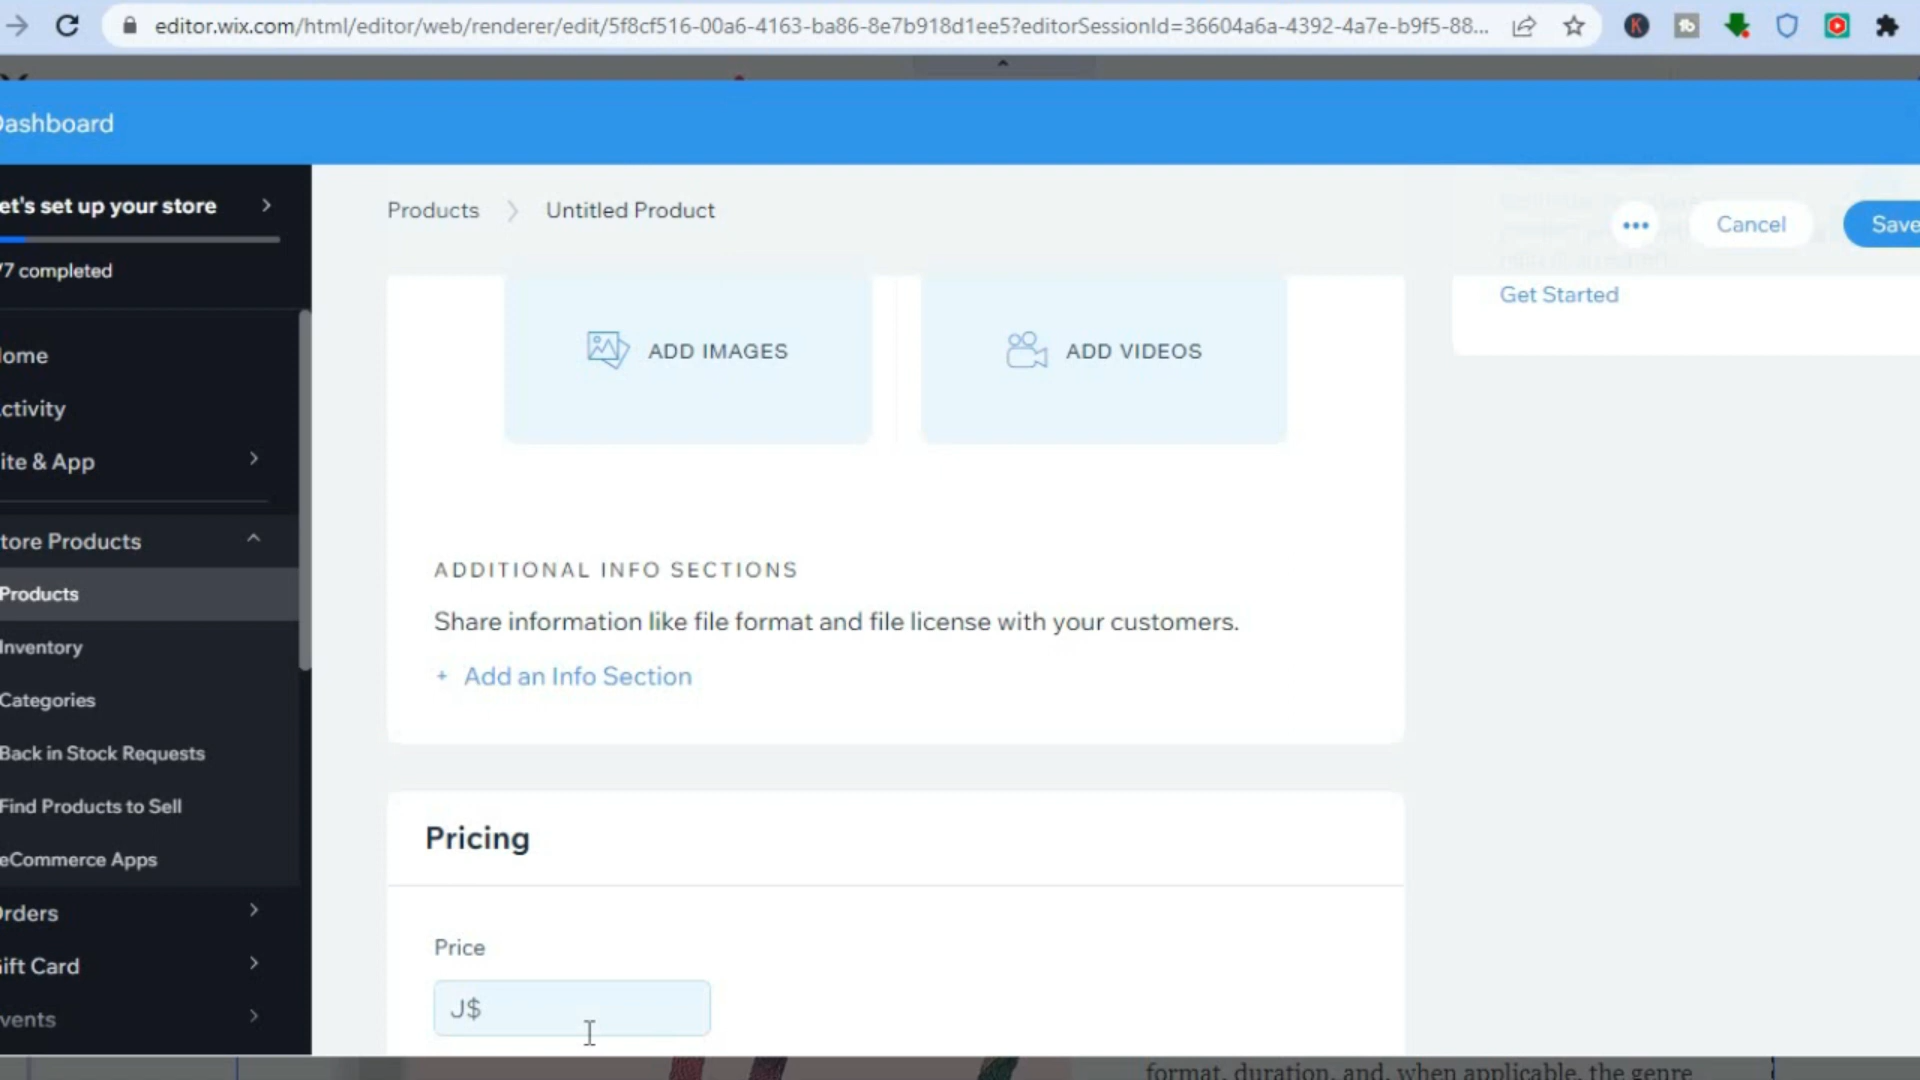 editor.wix.com/html/editor/web/renderer/edit/5f8cf516-00a6-4163-ba86-8e7b918d1ee5?editorSessionId=36604a6a-4392-4a7e-b9f5-88...
Dashboard
et's set up your store
/7 completed
ome
ctivity
ite & App
tore Products
Products
Inventory
Categories
Back in Stock Requests
Find Products to Sell
eCommerce Apps
Orders
Gift Card
vents
Products
Untitled Product
Cancel
Save
Get Started
ADD IMAGES
ADD VIDEOS
ADDITIONAL INFO SECTIONS
Share information like file format and file license with your customers.
+ Add an Info Section
Pricing
Price
J$
format, duration, and, when applicable, the genre